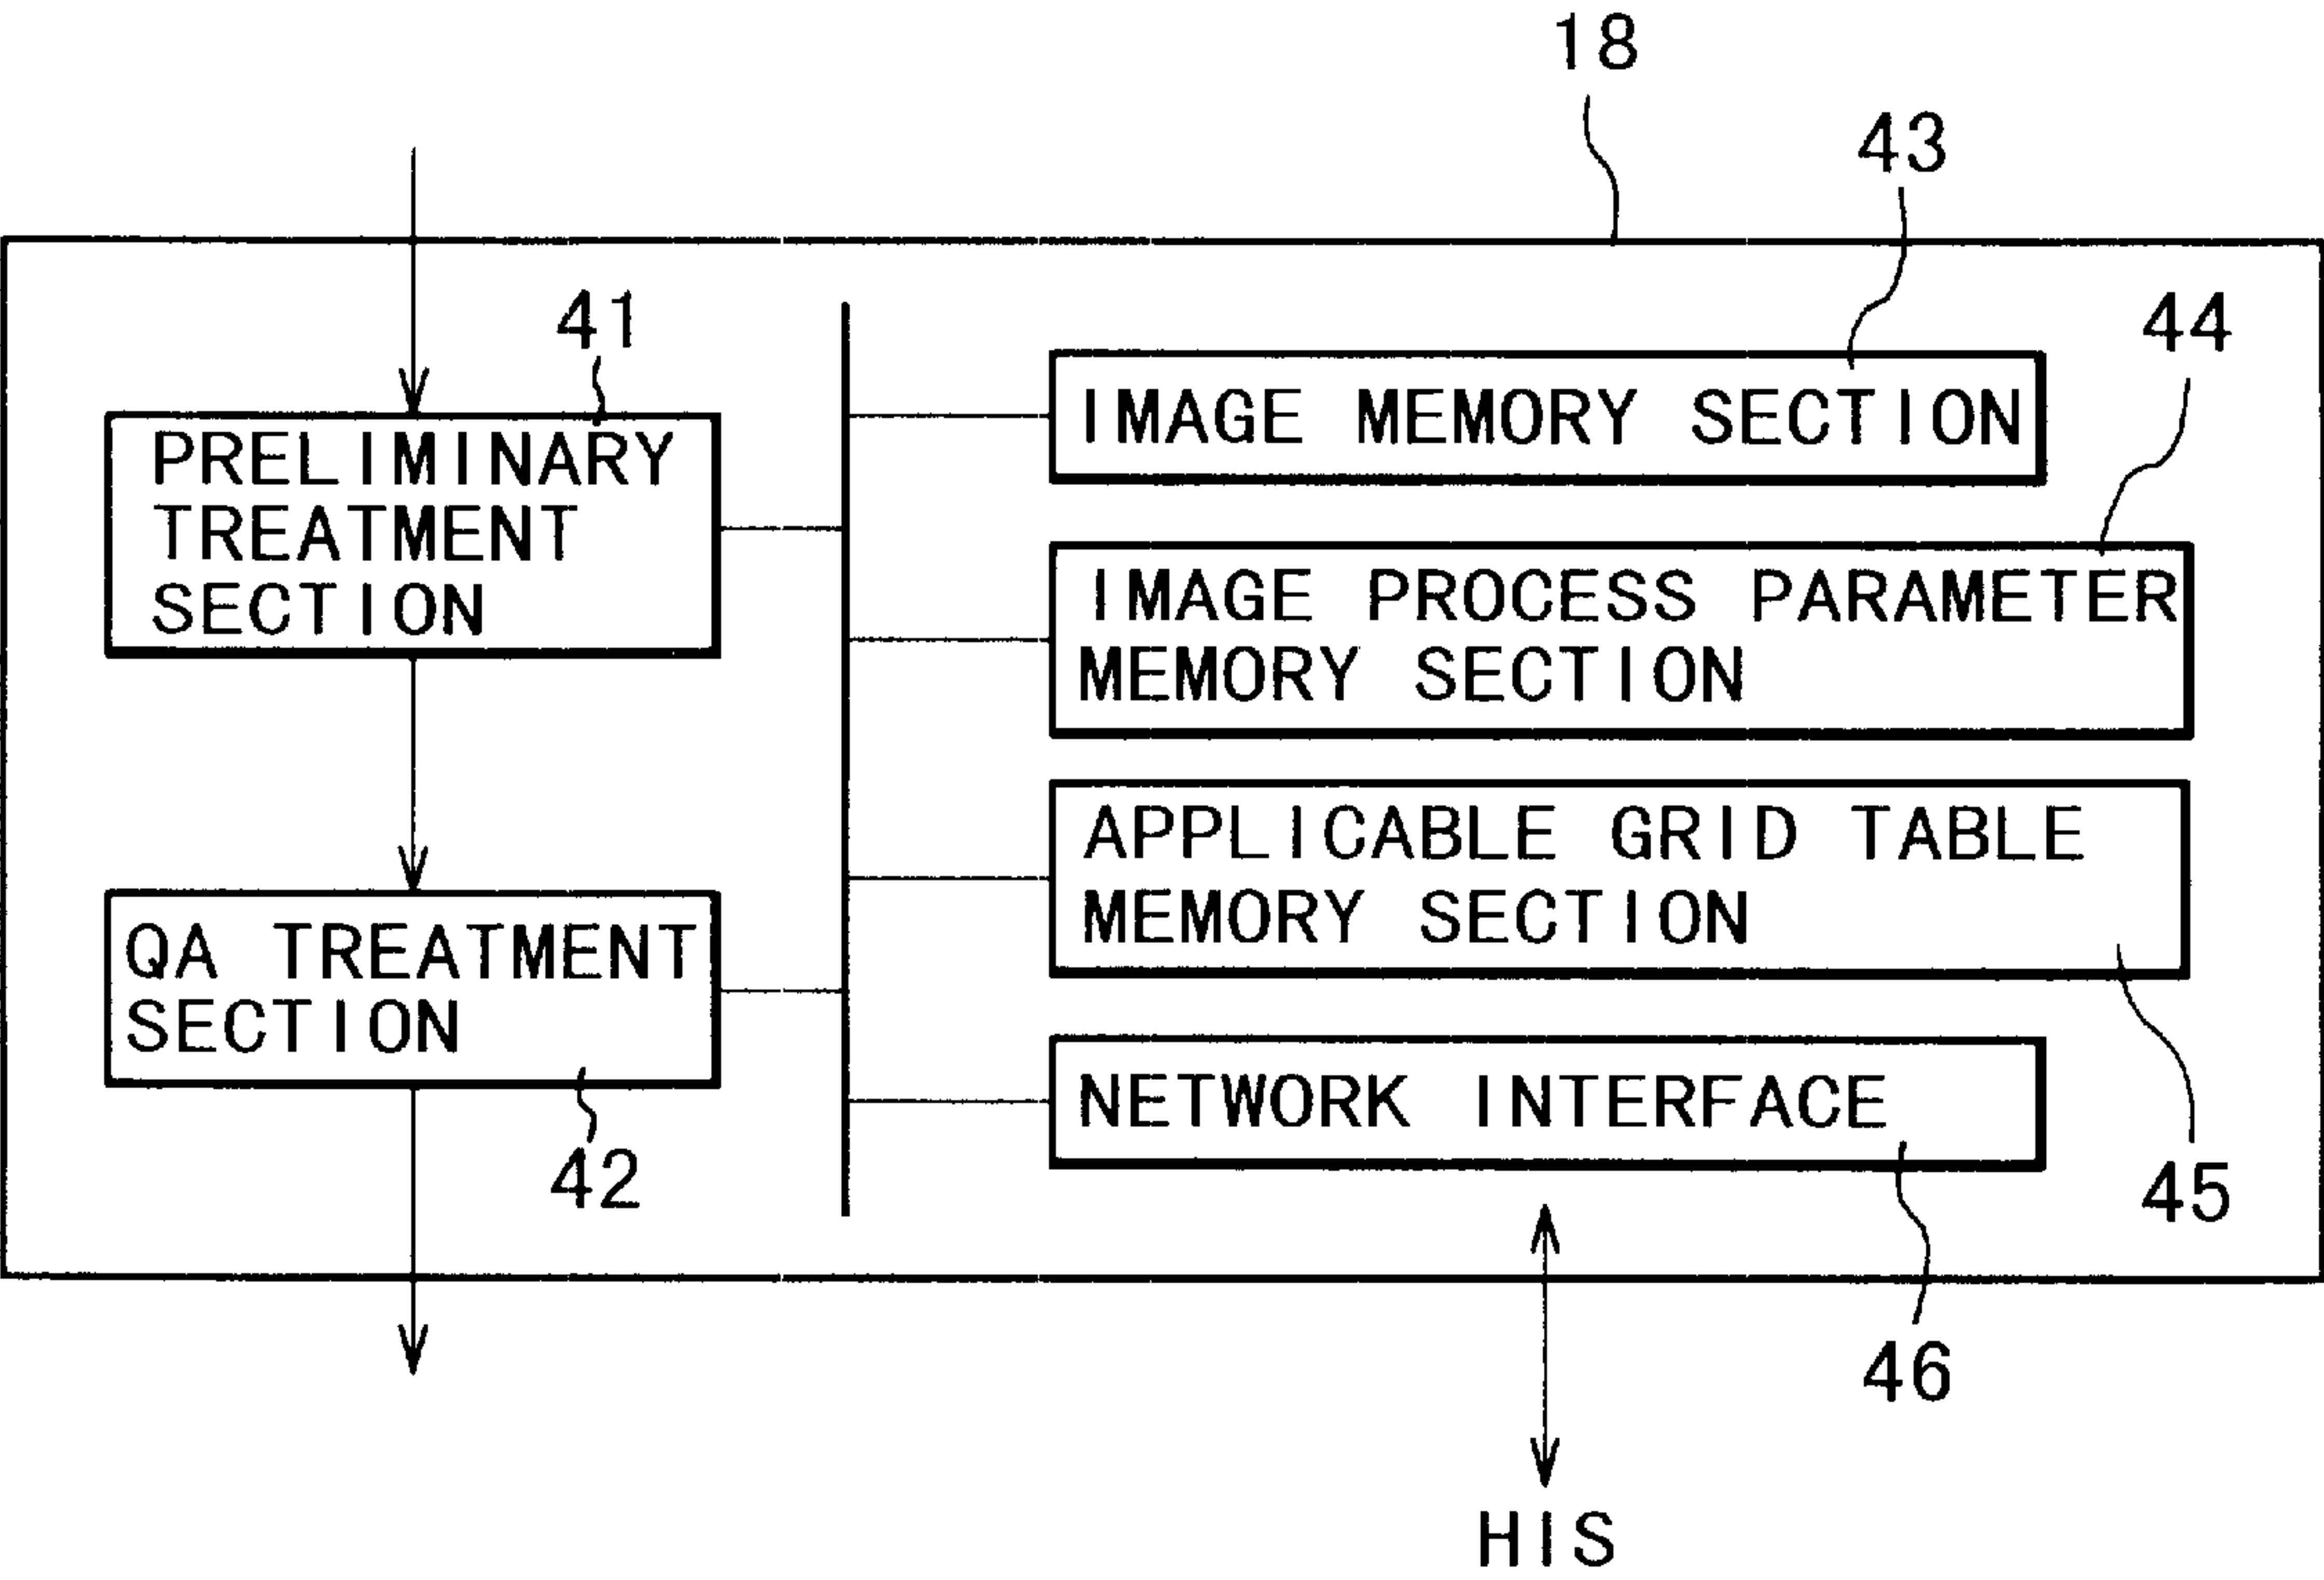 18
43
41
44
IMAGE MEMORY SECTION
PRELIMINARY
TREATMENT
SECTION
IMAGE PROCESS PARAMETER
MEMORY SECTION
APPLICABLE GRID TABLE
MEMORY SECTION
QA TREATMENT
SECTION
NETWORK INTERFACE
42
45
46
HIS